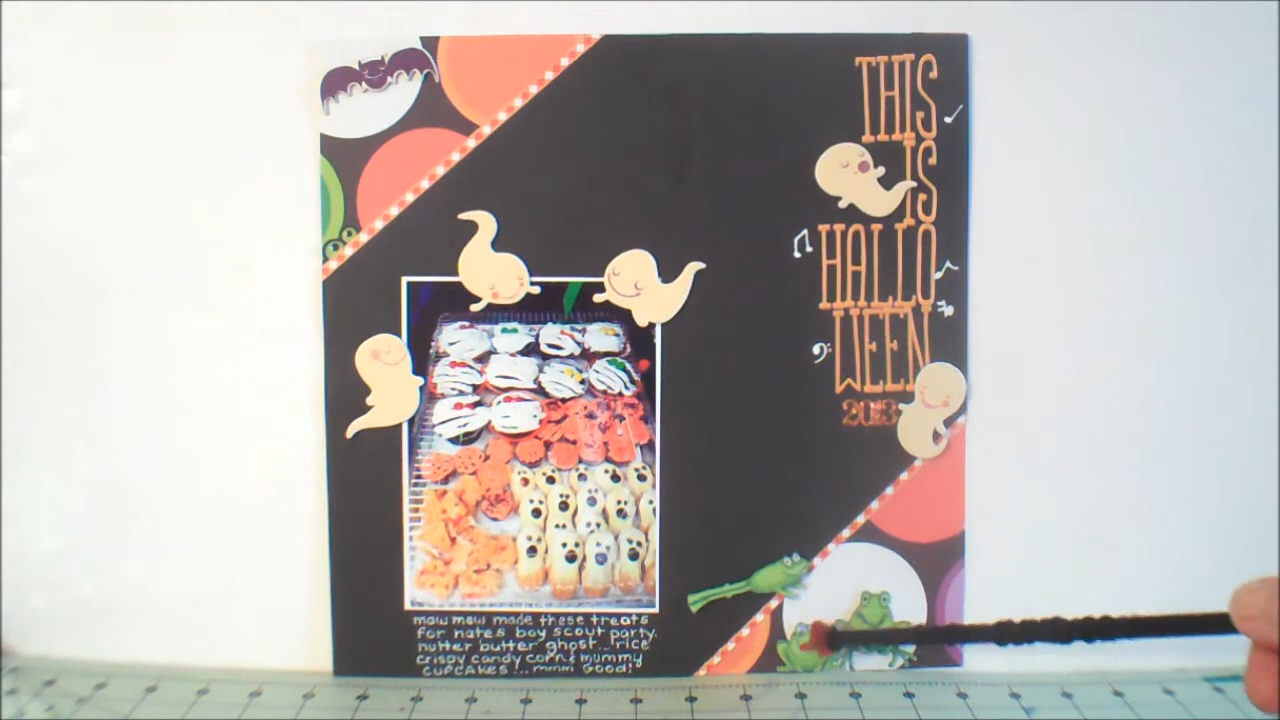 THIS
IS
HALLO
WEEN
2013
maw maw made these treats
for nates boy scout party.
nutter butter ghost... rice
crispy candy corn & mummy
cupcakes!... mmm Good!